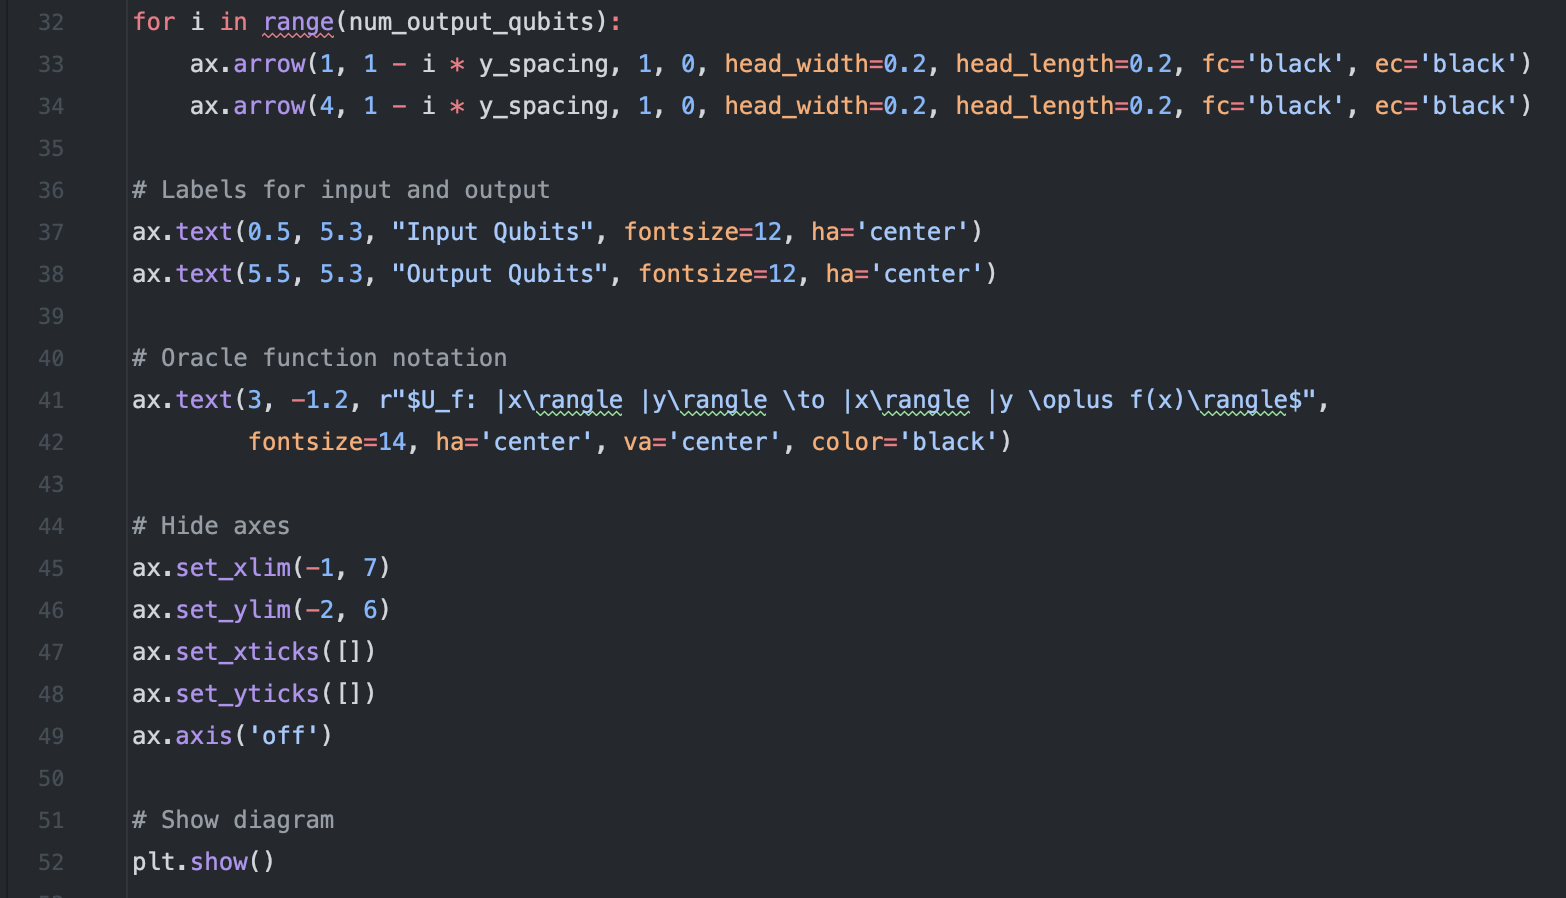 32 for i in range(num_output_qubits):
33     ax.arrow(1, 1 - i * y_spacing, 1, 0, head_width=0.2, head_length=0.2, fc='black', ec='black')
34     ax.arrow(4, 1 - i * y_spacing, 1, 0, head_width=0.2, head_length=0.2, fc='black', ec='black')
35
36 # Labels for input and output
37 ax.text(0.5, 5.3, "Input Qubits", fontsize=12, ha='center')
38 ax.text(5.5, 5.3, "Output Qubits", fontsize=12, ha='center')
39
40 # Oracle function notation
41 ax.text(3, -1.2, r"$U_f: |x\rangle |y\rangle \to |x\rangle |y \oplus f(x)\rangle$",
42         fontsize=14, ha='center', va='center', color='black')
43
44 # Hide axes
45 ax.set_xlim(-1, 7)
46 ax.set_ylim(-2, 6)
47 ax.set_xticks([])
48 ax.set_yticks([])
49 ax.axis('off')
50
51 # Show diagram
52 plt.show()